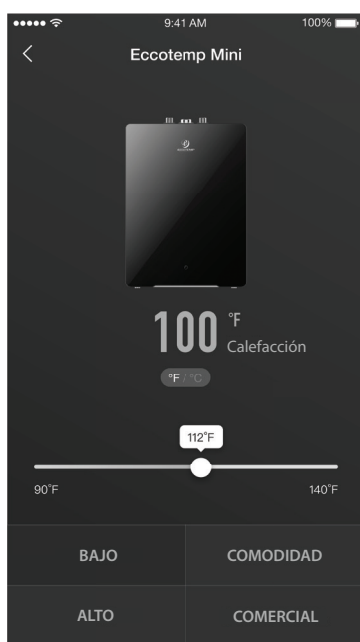 9:41 AM 100%
Eccotemp Mini
100 °F
Calefacción
°F / °C
112°F
90°F 140°F
BAJO COMODIDAD
ALTO COMERCIAL